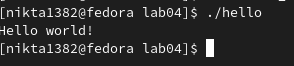 [nikta1382@fedora lab04]$ ./hello
Hello world!
[nikta1382@fedora lab04]$